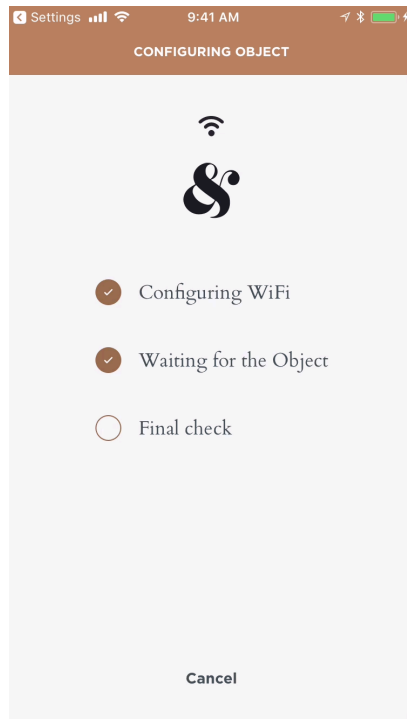 Settings 9:41 AM
CONFIGURING OBJECT
&
Configuring WiFi
Waiting for the Object
Final check
Cancel